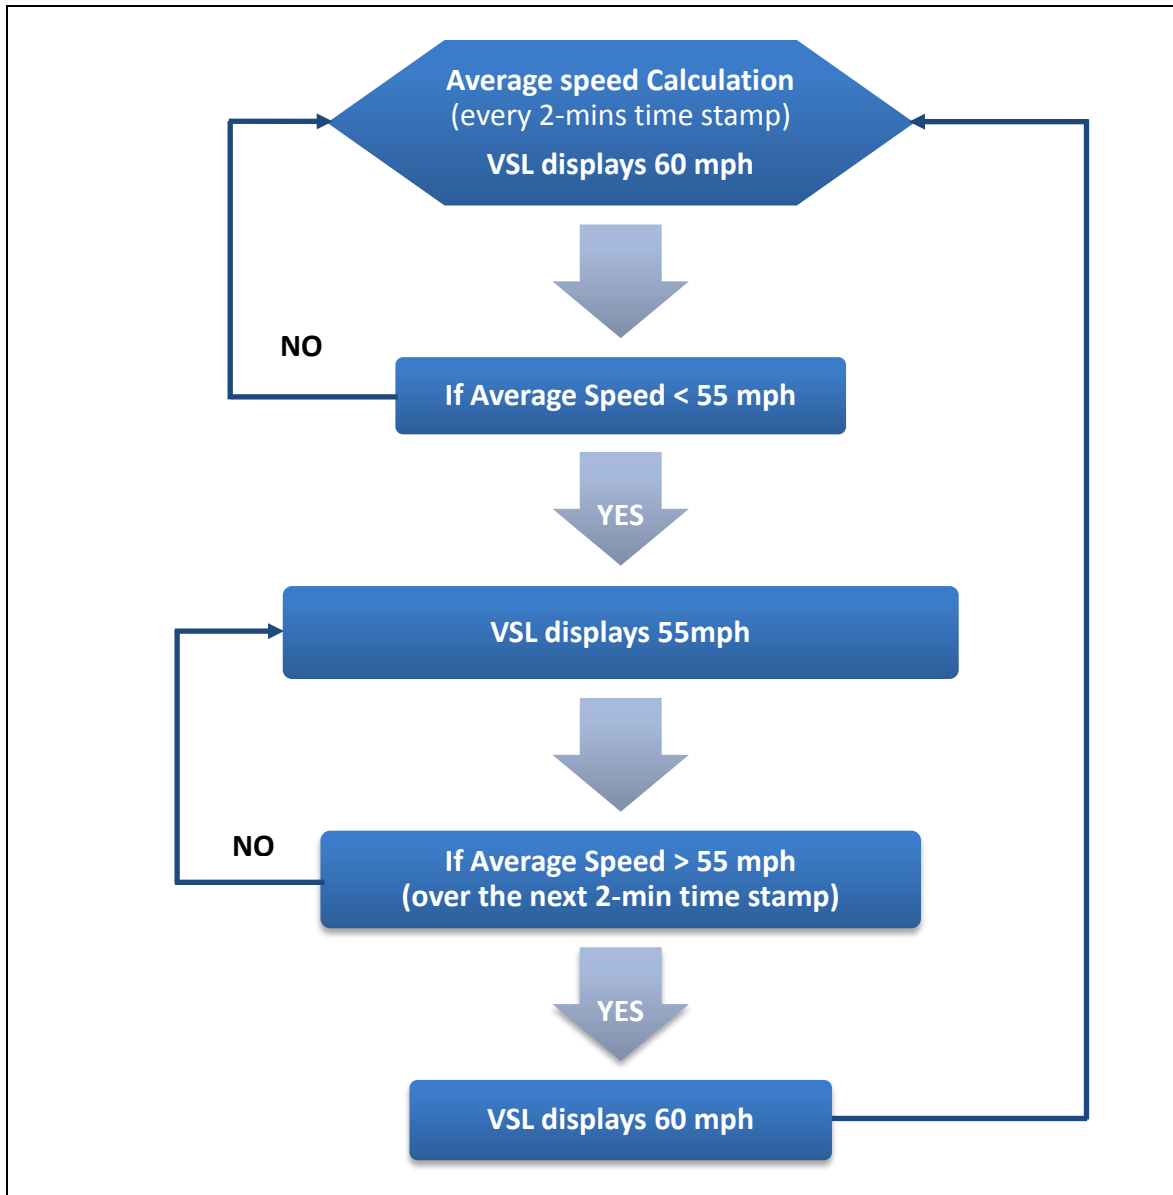 Average speed Calculation
(every 2-mins time stamp)
VSL displays 60 mph
NO
If Average Speed < 55 mph
YES
VSL displays 55mph
NO
If Average Speed > 55 mph
(over the next 2-min time stamp)
YES
VSL displays 60 mph